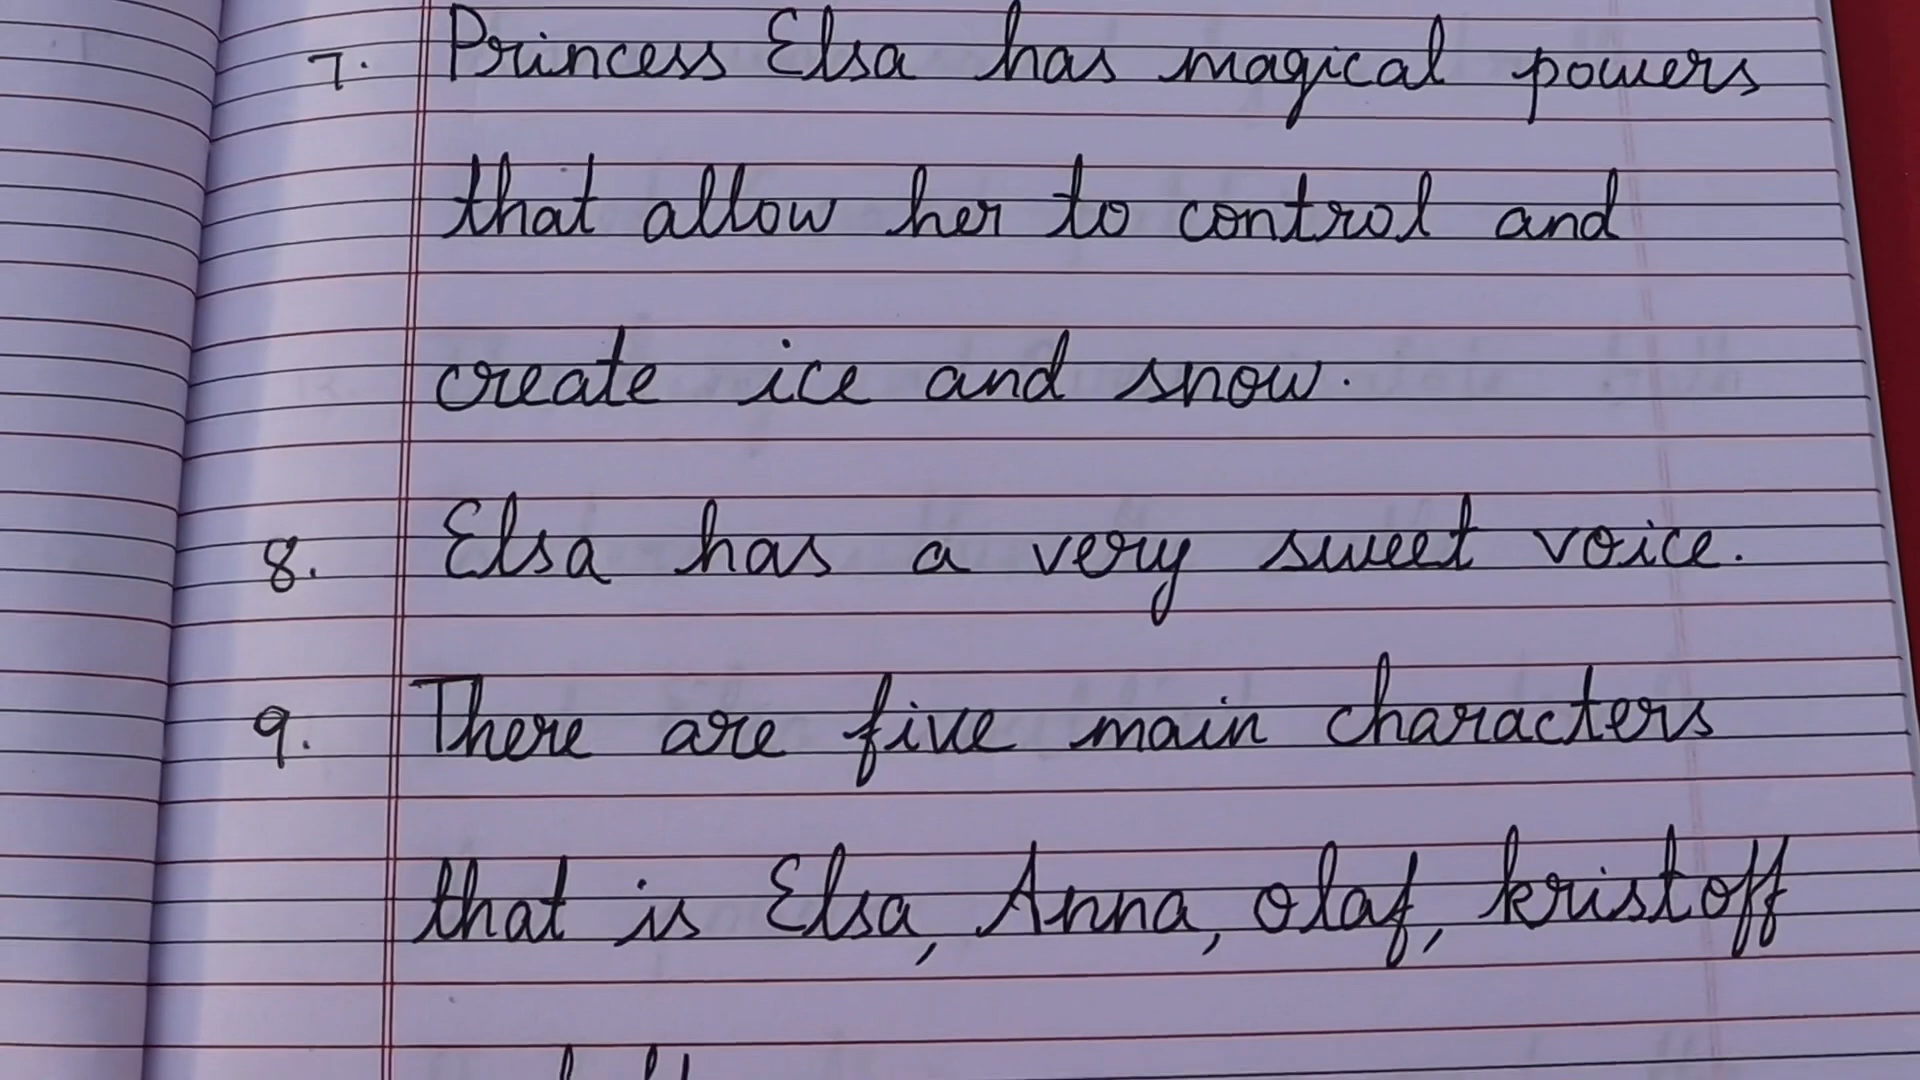 7. Princess Elsa has magical powers
that allow her to control and
create ice and snow.
8. Elsa has a very sweet voice.
9. There are five main characters
that is Elsa, Anna, olaf, kristoff